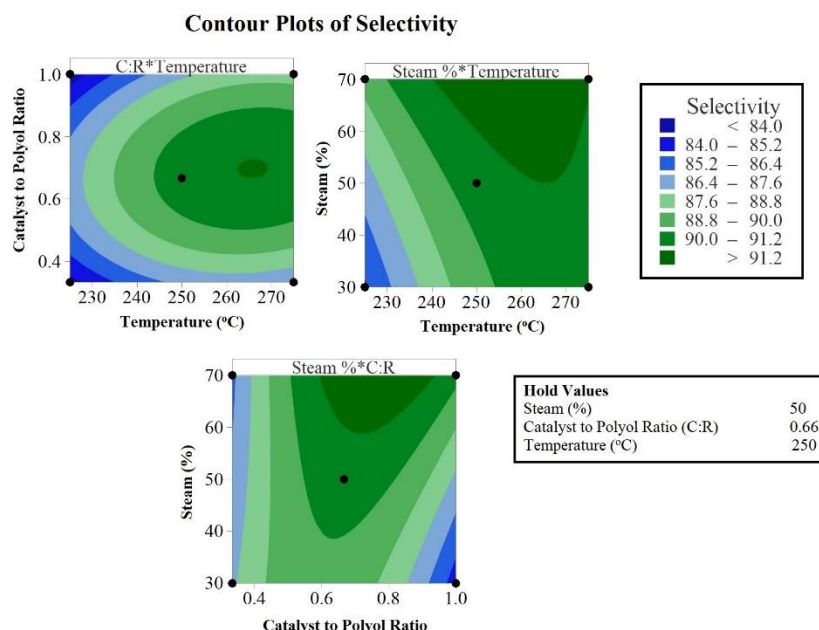 Contour Plots of Selectivity
C:R*Temperature
Catalyst to Polyol Ratio
1.0
0.8
0.6
0.4
230 240 250 260 270
Temperature (ºC)
Steam %*Temperature
Steam (%)
70
60
50
40
30
230 240 250 260 270
Temperature (ºC)
Selectivity
< 84.0
84.0 – 85.2
85.2 – 86.4
86.4 – 87.6
87.6 – 88.8
88.8 – 90.0
90.0 – 91.2
> 91.2
Steam %*C:R
Steam (%)
70
60
50
40
30
0.4 0.6 0.8 1.0
Catalyst to Polyol Ratio
Hold Values
Steam (%) 50
Catalyst to Polyol Ratio (C:R) 0.66
Temperature (ºC) 250